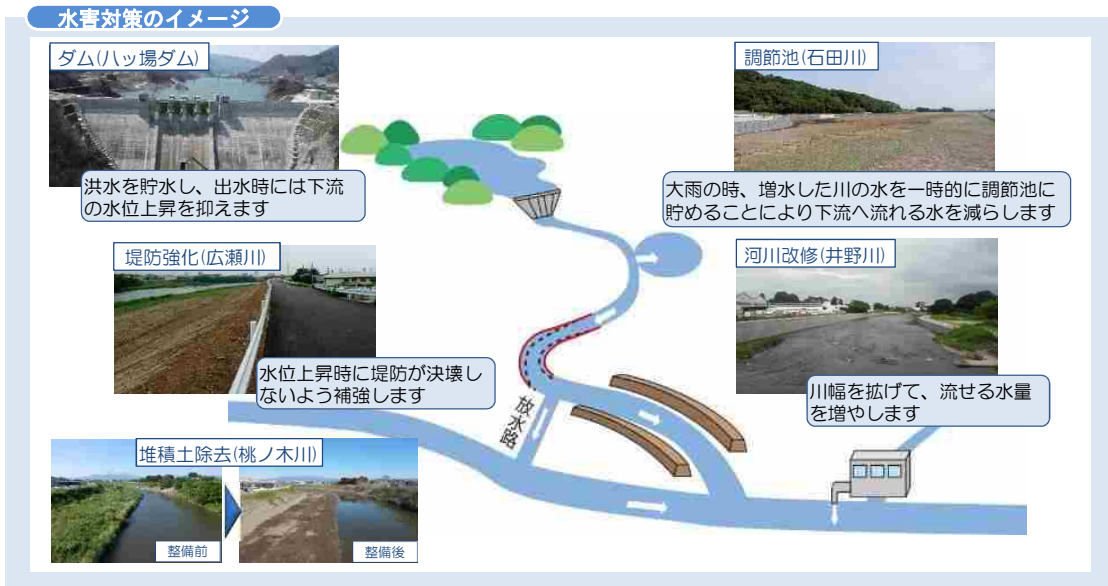 水害対策のイメージ
ダム(八ッ場ダム)
洪水を貯水し、出水時には下流
の水位上昇を抑えます
調節池(石田川)
大雨の時、増水した川の水を一時的に調節池に
貯めることにより下流へ流れる水を減らします
堤防強化(広瀬川)
水位上昇時に堤防が決壊し
ないよう補強します
河川改修(井野川)
川幅を拡げて、流せる水量
を増やします
放水路
堆積土除去(桃ノ木川)
整備前
整備後